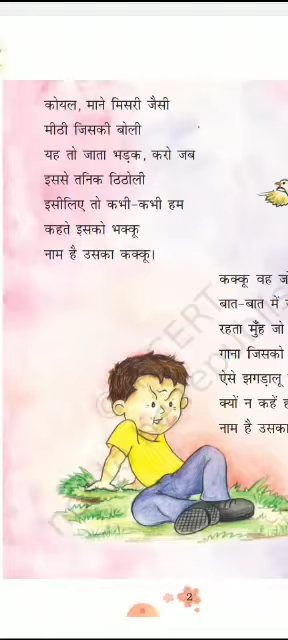 कोयल, माने मिसरी जैसी
मीठी जिसकी बोली
यह तो जाता भड़क, करो जब
इससे तनिक ठिठोली
इसीलिए तो कभी-कभी हम
कहते इसको भक्कू
नाम है उसका कक्कू।
कक्कू वह जो
बात-बात में
रहता मुँह जो
गाना जिसको
ऐसे झगड़ालू
क्यों न कहें
नाम है उसका
2